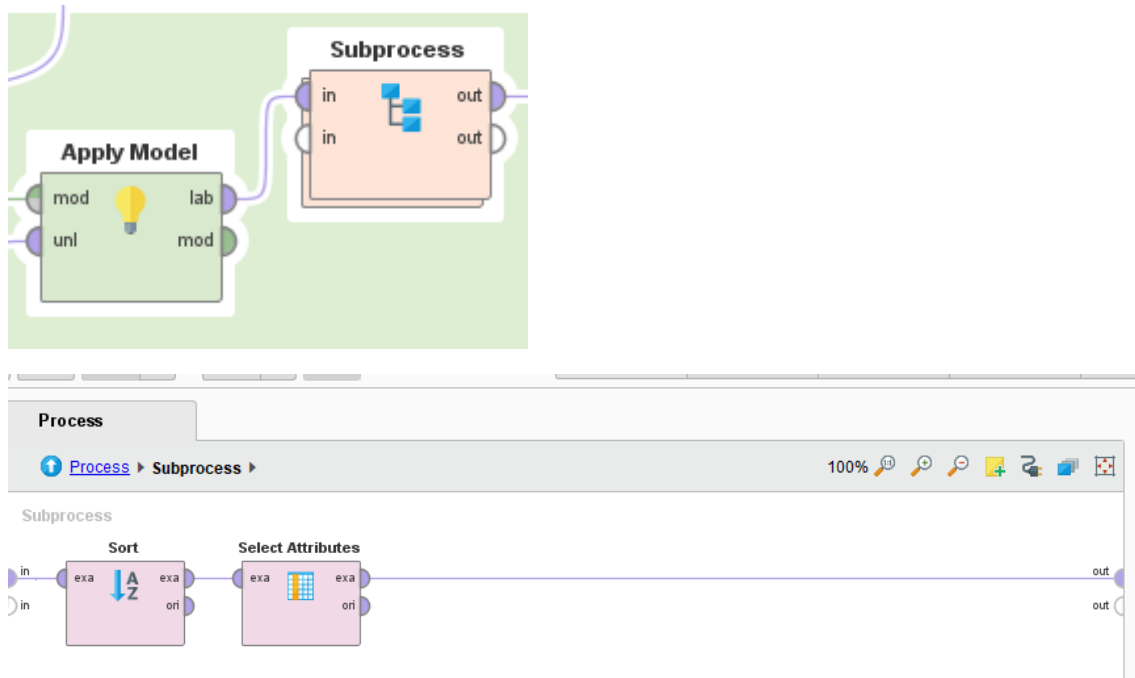 Subprocess
in out
in out
Apply Model
mod lab
unl mod
Process
Process Subprocess
100%
Subprocess
Sort Select Attributes
in exa A Z exa exa exa out
in ori ori out